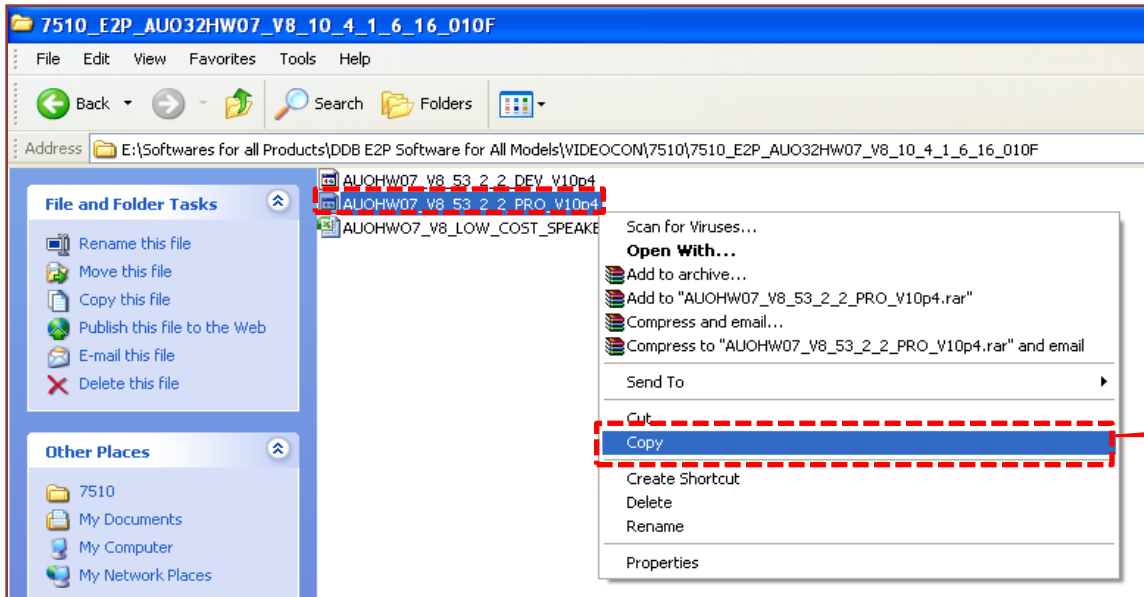 7510_E2P_AUO32HW07_V8_10_4_1_6_16_010F
File Edit View Favorites Tools Help
Back Search Folders
Address E:\Softwares for all Products\DDB E2P Software for All Models\VIDEOCON\7510\7510_E2P_AUO32HW07_V8_10_4_1_6_16_010F
File and Folder Tasks
Rename this file
Move this file
Copy this file
Publish this file to the Web
E-mail this file
Delete this file
Other Places
7510
My Documents
My Computer
My Network Places
AUOHW07_V8_53_2_2_DEV_V10p4
AUOHW07_V8_53_2_2_PRO_V10p4
AUOHWO7_V8_LOW_COST_SPEAKE
Scan for Viruses...
Open With...
Add to archive...
Add to "AUOHW07_V8_53_2_2_PRO_V10p4.rar"
Compress and email...
Compress to "AUOHW07_V8_53_2_2_PRO_V10p4.rar" and email
Send To
Cut
Copy
Create Shortcut
Delete
Rename
Properties